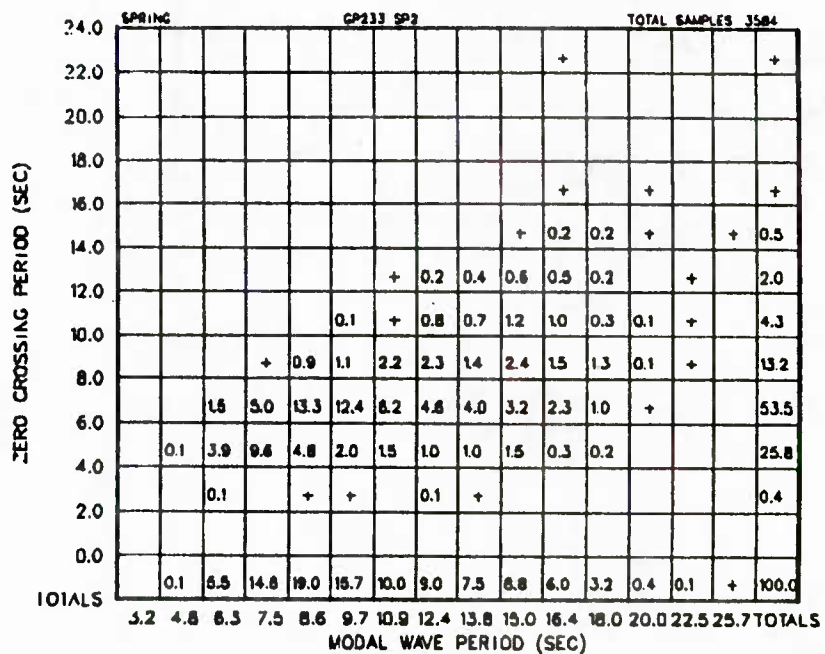 SPRING GP233 SP2 TOTAL SAMPLES 3584
24.0
+ +
22.0
20.0
18.0
+ + +
16.0
+ 0.2 0.2 + + 0.5
14.0
+ 0.2 0.4 0.6 0.5 0.2 + 2.0
12.0
0.1 + 0.8 0.7 1.2 1.0 0.3 0.1 + 4.3
10.0
+ 0.9 1.1 2.2 2.3 1.4 2.4 1.5 1.3 0.1 + 13.2
8.0
1.5 5.0 13.3 12.4 6.2 4.6 4.0 3.2 2.3 1.0 + 53.5
6.0
0.1 3.9 9.6 4.8 2.0 1.5 1.0 1.0 1.5 0.3 0.2 25.8
4.0
0.1 + + 0.1 + 0.4
2.0
0.0
0.1 5.5 14.6 19.0 15.7 10.0 9.0 7.5 8.8 6.0 3.2 0.4 0.1 + 100.0
TOTALS
3.2 4.8 6.3 7.5 8.6 9.7 10.9 12.4 13.8 15.0 16.4 18.0 20.0 22.5 25.7 TOTALS
MODAL WAVE PERIOD (SEC)
ZERO CROSSING PERIOD (SEC)